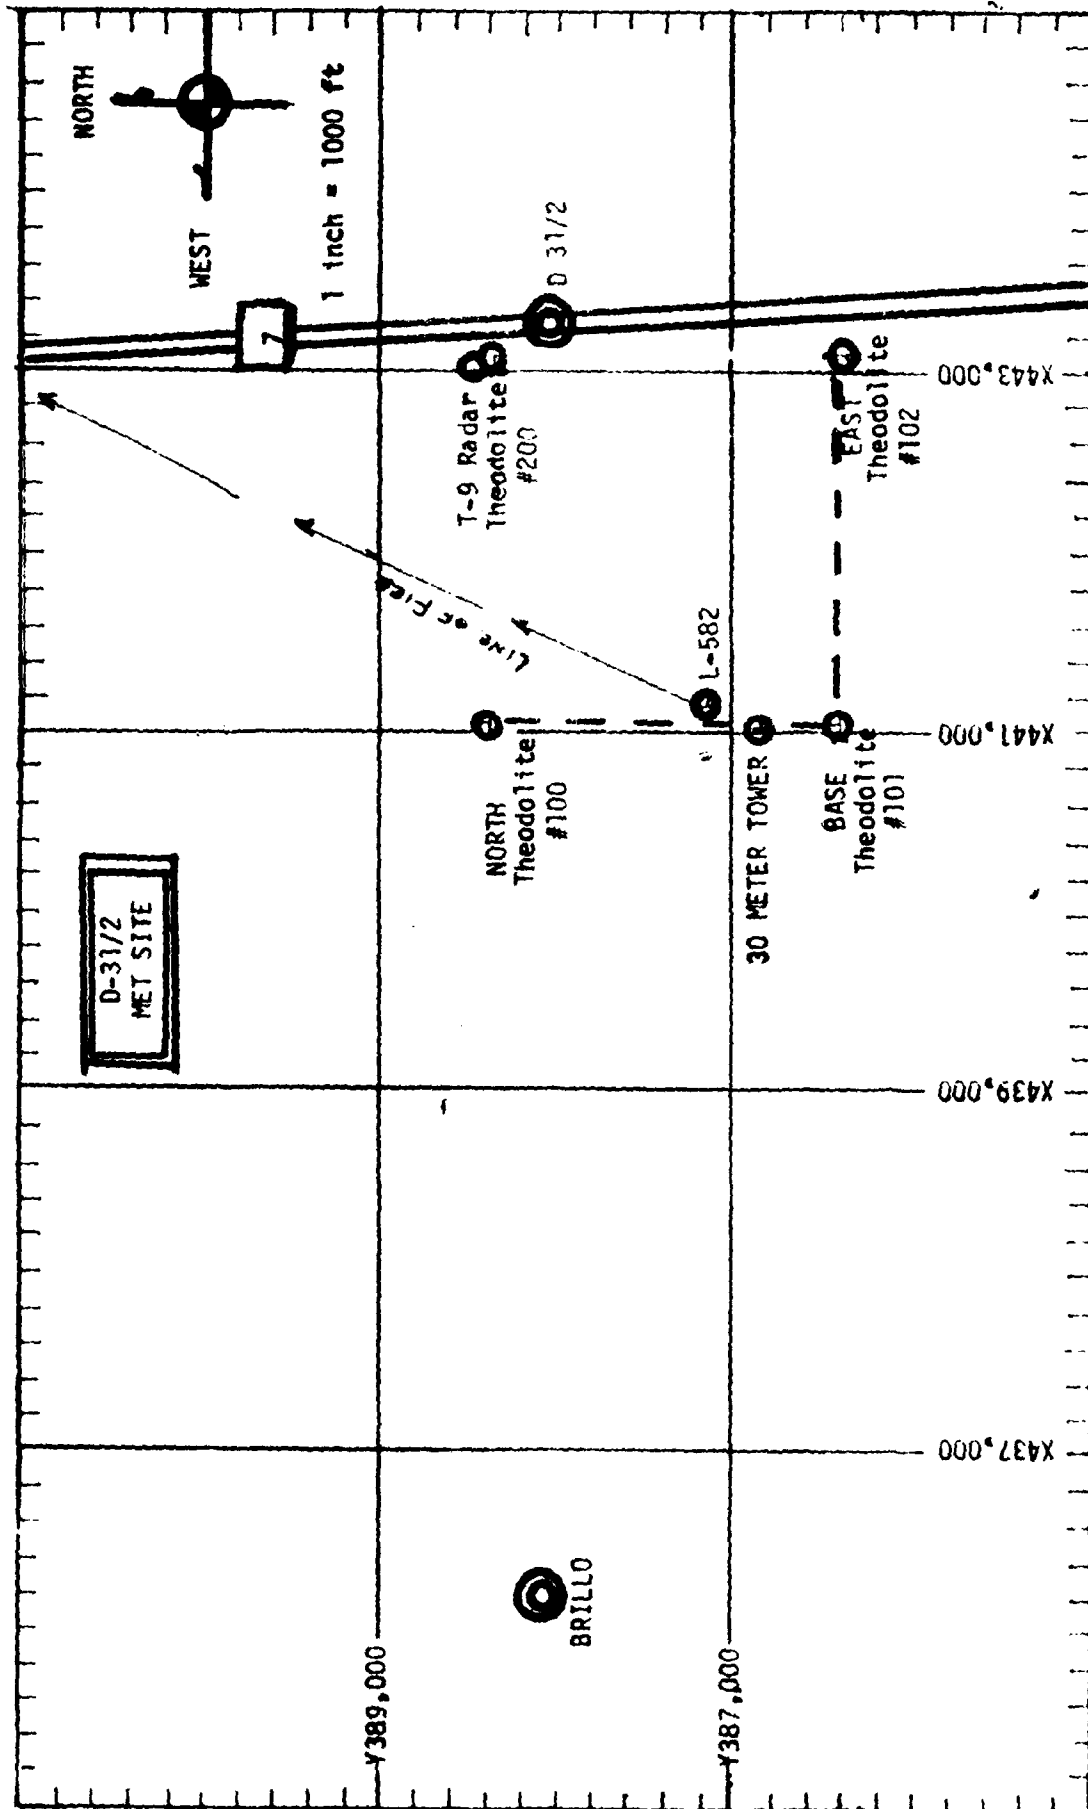 NORTH
WEST
1 inch = 1000 ft
7
D-31/2
MET SITE
D 31/2
T-9 Radar
Theodolite
#200
LINE OF FIRE
NORTH
Theodolite
#100
L-582
30 METER TOWER
BASE
Theodolite
#101
EAST
Theodolite
#102
BRILLO
Y389,000
Y387,000
X437,000
X439,000
X441,000
X443,000